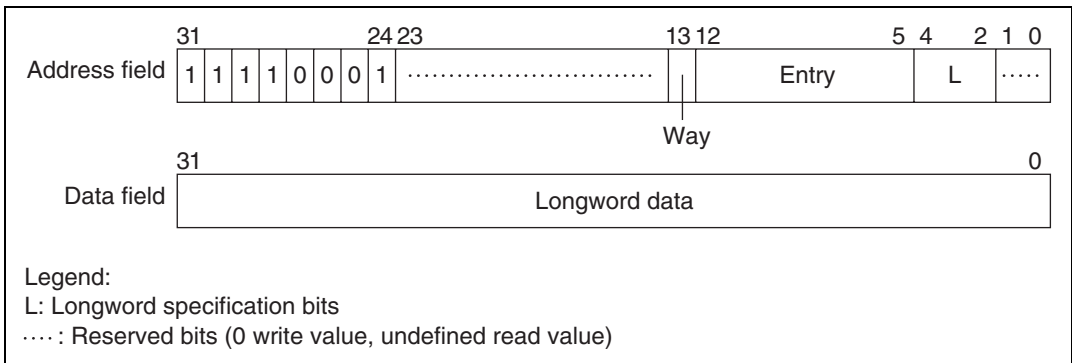 31 24 23 13 12 5 4 2 1 0
Address field 1 1 1 1 0 0 0 1 Entry L
Way
31 0
Data field Longword data
Legend:
L: Longword specification bits
.... : Reserved bits (0 write value, undefined read value)